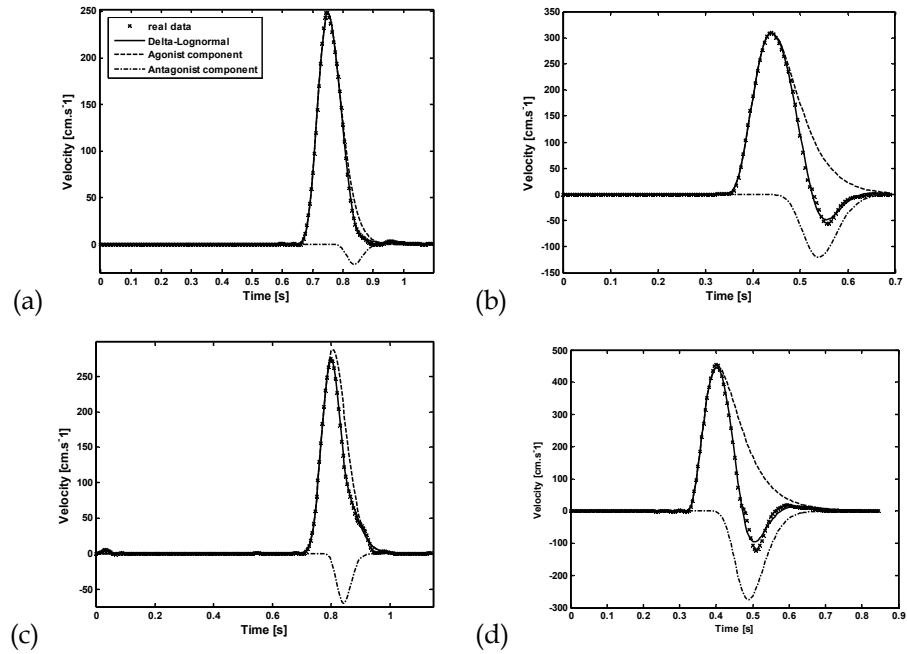 250
200
150
100
50
0
Velocity [cm.s⁻¹]
real data
Delta-Lognormal
Agonist component
Antagonist component
0 0.1 0.2 0.3 0.4 0.5 0.6 0.7 0.8 0.9 1
Time [s]
(a)
350
300
250
200
150
100
50
0
-50
-100
-150
Velocity [cm.s⁻¹]
0 0.1 0.2 0.3 0.4 0.5 0.6 0.7
Time [s]
(b)
250
200
150
100
50
0
-50
Velocity [cm.s⁻¹]
0 0.2 0.4 0.6 0.8 1
Time [s]
(c)
500
400
300
200
100
0
-100
-200
-300
Velocity [cm.s⁻¹]
0 0.1 0.2 0.3 0.4 0.5 0.6 0.7 0.8 0.9
Time [s]
(d)